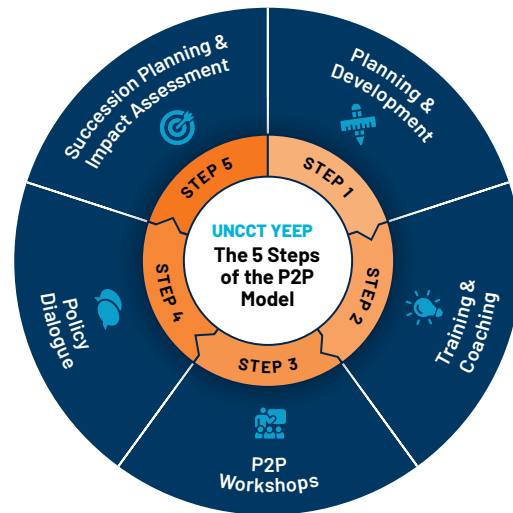 UNCCT YEEP
The 5 Steps
of the P2P
Model
STEP 1
Planning &
Development
STEP 2
Training &
Coaching
STEP 3
P2P
Workshops
STEP 4
Policy
Dialogue
STEP 5
Succession Planning &
Impact Assessment